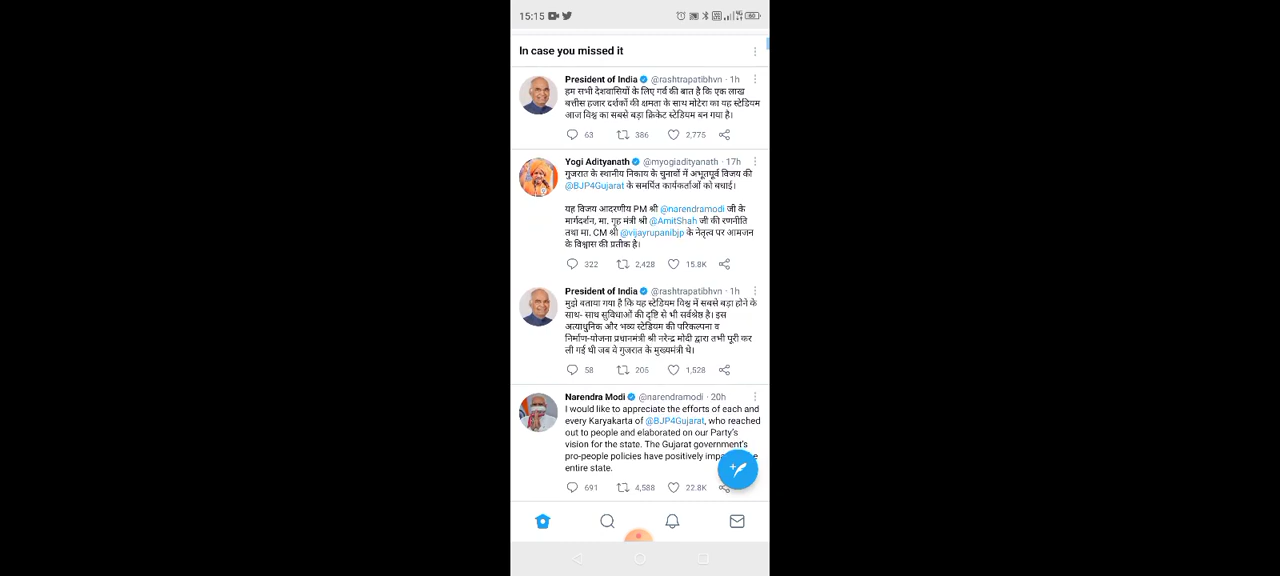 15:15
60
In case you missed it
President of India @rashtrapatibhvn · 1h
हम सभी देशवासियों के लिए गर्व की बात है कि एक लाख
बत्तीस हजार दर्शकों की क्षमता के साथ मोटेरा का यह स्टेडियम
आज विश्व का सबसे बड़ा क्रिकेट स्टेडियम बन गया है।
63 386 2,775
Yogi Adityanath @myogiadityanath · 17h
गुजरात के स्थानीय निकाय के चुनावों में अभूतपूर्व विजय की
@BJP4Gujarat के समर्पित कार्यकर्ताओं को बधाई।
यह विजय आदरणीय PM श्री @narendramodi जी के
मार्गदर्शन, मा. गृह मंत्री श्री @AmitShah जी की रणनीति
तथा मा. CM श्री @vijayrupanibjp के नेतृत्व पर आमजन
के विश्वास की प्रतीक है।
322 2,428 15.8K
President of India @rashtrapatibhvn · 1h
मुझे बताया गया है कि यह स्टेडियम विश्व में सबसे बड़ा होने के
साथ- साथ सुविधाओं की दृष्टि से भी सर्वश्रेष्ठ है। इस
अत्याधुनिक और भव्य स्टेडियम की परिकल्पना व
निर्माण-योजना प्रधानमंत्री श्री नरेन्द्र मोदी द्वारा तभी पूरी कर
ली गई थी जब वे गुजरात के मुख्यमंत्री थे।
58 205 1,528
Narendra Modi @narendramodi · 20h
I would like to appreciate the efforts of each and
every Karyakarta of @BJP4Gujarat, who reached
out to people and elaborated on our Party's
vision for the state. The Gujarat government's
pro-people policies have positively
entire state.
691 4,588 22.8K